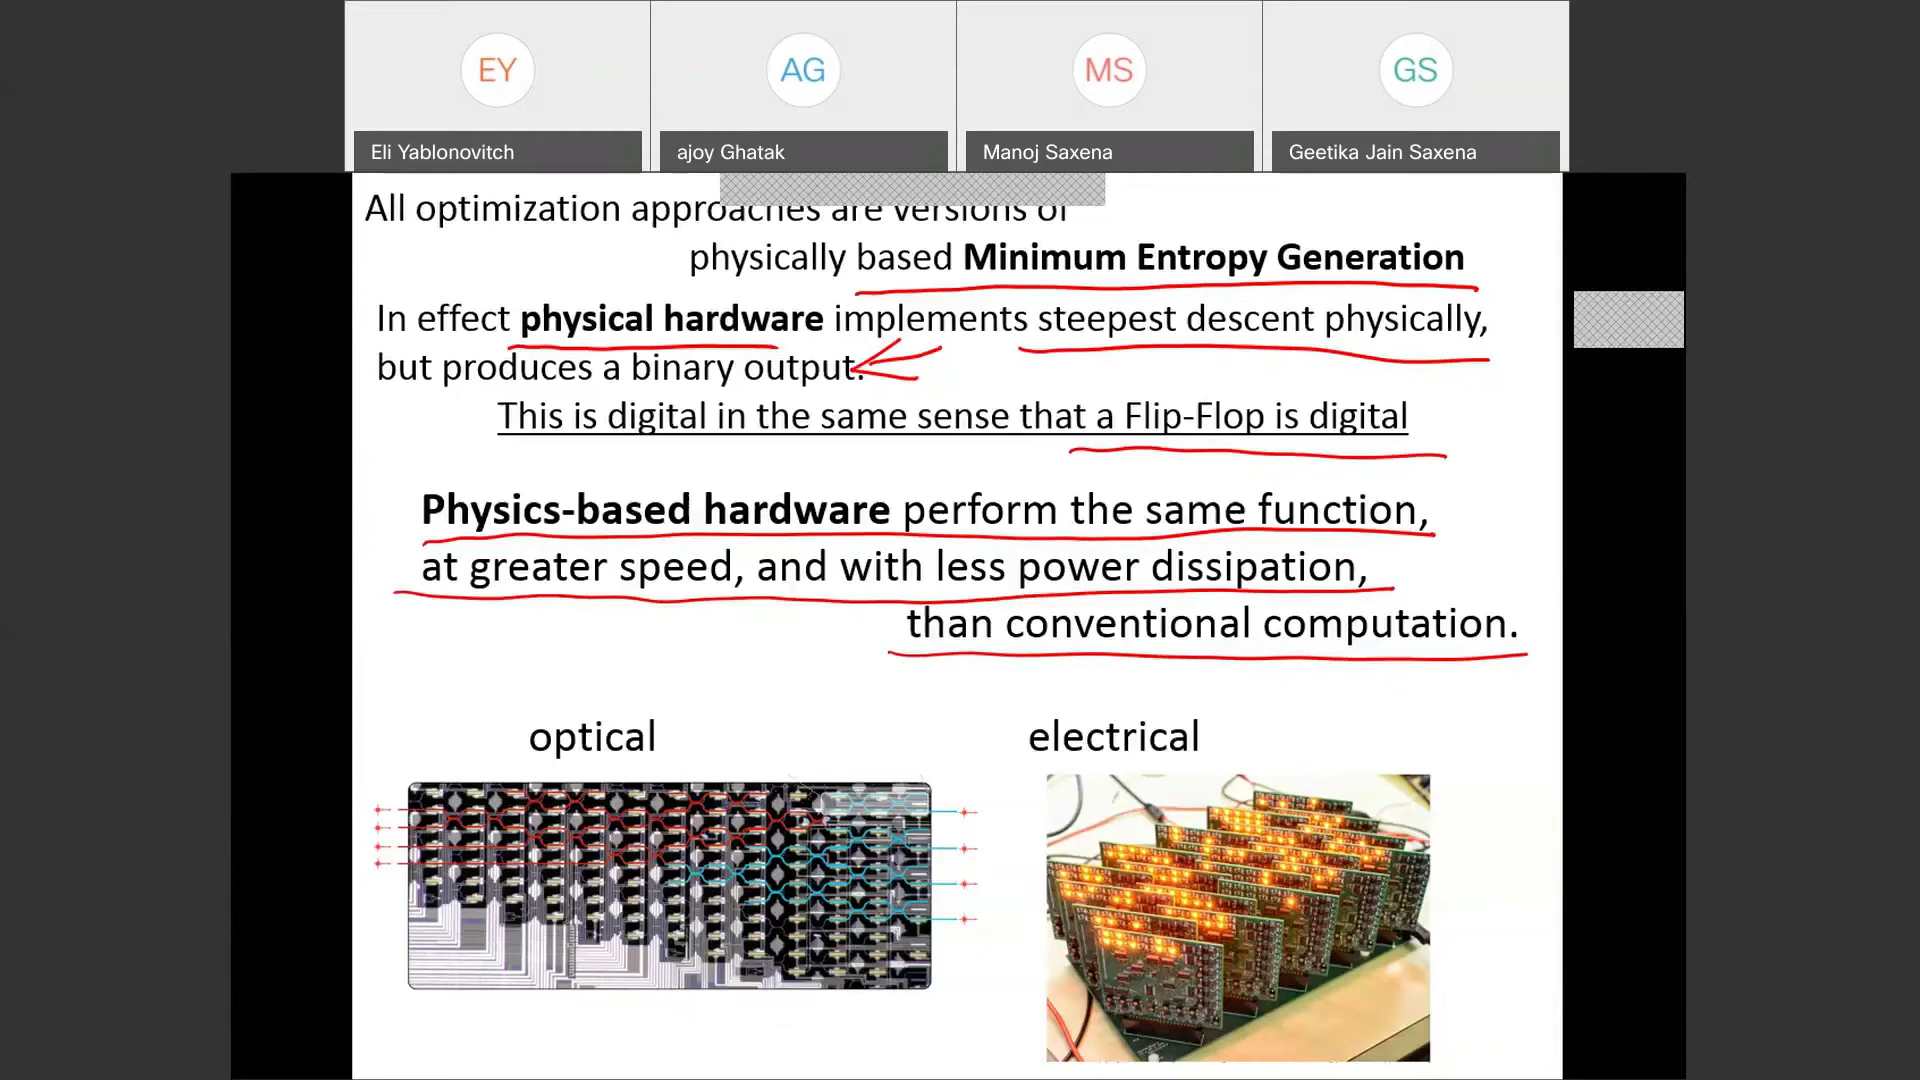 EY
AG
MS
GS
Eli Yablonovitch
ajoy Ghatak
Manoj Saxena
Geetika Jain Saxena
All optimization approaches are versions of
physically based Minimum Entropy Generation
In effect physical hardware implements steepest descent physically,
but produces a binary output.
This is digital in the same sense that a Flip-Flop is digital
Physics-based hardware perform the same function,
at greater speed, and with less power dissipation,
than conventional computation.
optical
electrical